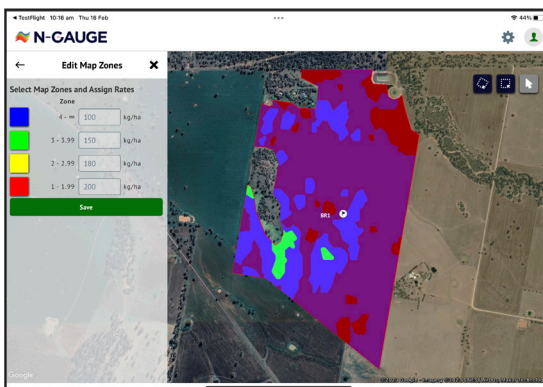 ◄ TestFlight 10:16 am Thu 16 Feb
44%
N-GAUGE
Edit Map Zones
Select Map Zones and Assign Rates
Zone
4 - ∞ 100 kg/ha
3 - 3.99 150 kg/ha
2 - 2.99 180 kg/ha
1 - 1.99 200 kg/ha
Save
BR1
P
Google